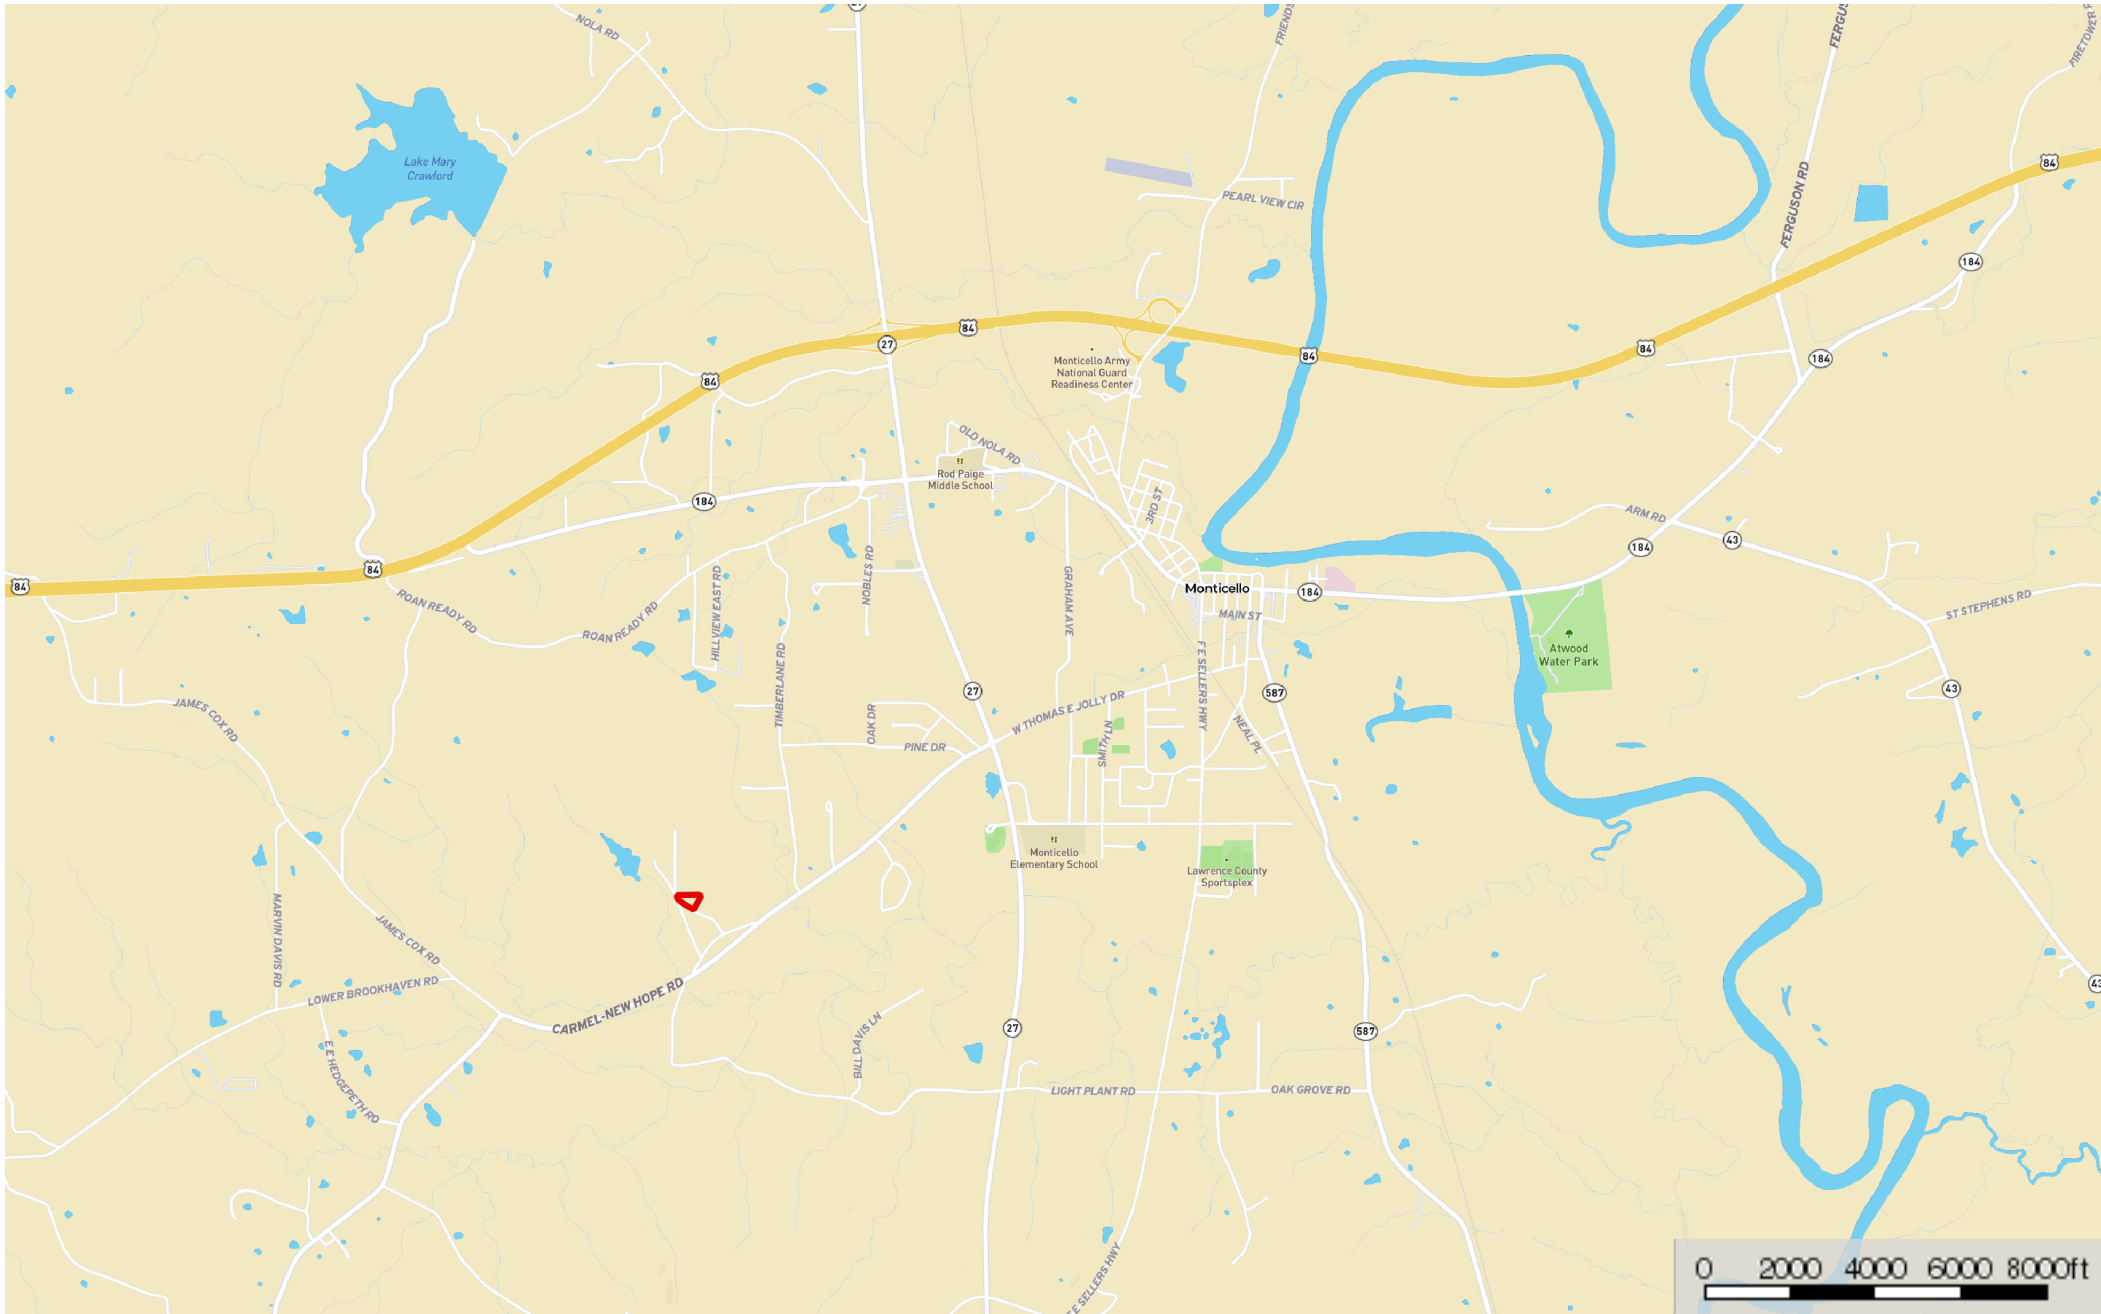 NOLA RD
FRIENDS
FERGUS
FIRETOWER R
Lake Mary
Crawford
84
PEARL VIEW CIR
FERGUSON RD
184
84
27
84
84
84
Monticello Army
National Guard
Readiness Center
184
84
OLD NOLA RD
Rod Paige
Middle School
184
3RD ST
ARM RD
43
184
84
84
ROAN READY RD
ROAN READY RD
HILLVIEW EAST RD
NOBLES RD
GRAHAM AVE
Monticello
184
MAIN ST
ST STEPHENS RD
Atwood
Water Park
JAMES COX RD
TIMBERLANE RD
OAK DR
PINE DR
27
W THOMAS E JOLLY DR
SMITH LN
F E SELLERS HWY
NEAL PL
587
43
Monticello
Elementary School
Lawrence County
Sportsplex
MARVIN DAVIS RD
JAMES COX RD
LOWER BROOKHAVEN RD
CARMEL-NEW HOPE RD
43
E E HEDGEPETH RD
BILL DAVIS LN
27
587
LIGHT PLANT RD
OAK GROVE RD
F E SELLERS HWY
0 2000 4000 6000 8000ft